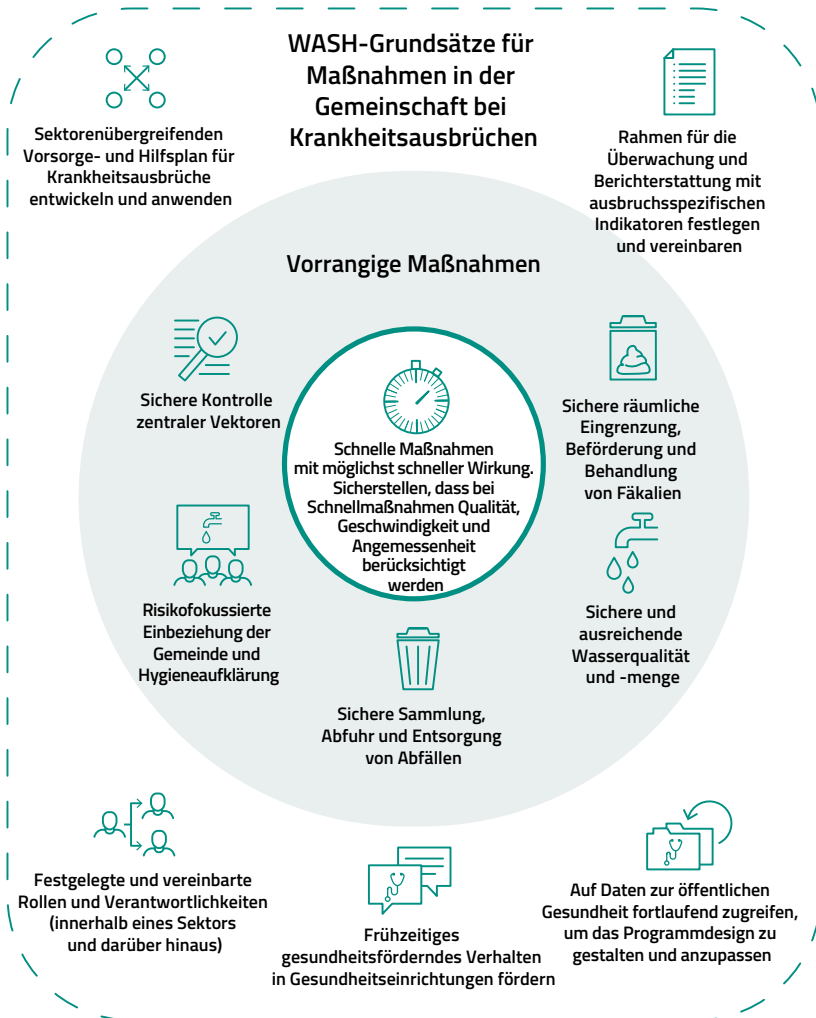 WASH-Grundsätze für
Maßnahmen in der
Gemeinschaft bei
Krankheitsausbrüchen
Sektorenübergreifenden
Vorsorge- und Hilfsplan für
Krankheitsausbrüche
entwickeln und anwenden
Rahmen für die
Überwachung und
Berichterstattung mit
ausbruchsspezifischen
Indikatoren festlegen
und vereinbaren
Vorrangige Maßnahmen
Sichere Kontrolle
zentraler Vektoren
Schnelle Maßnahmen
mit möglichst schneller Wirkung.
Sicherstellen, dass bei
Schnellmaßnahmen Qualität,
Geschwindigkeit und
Angemessenheit
berücksichtigt
werden
Sichere räumliche
Eingrenzung,
Beförderung und
Behandlung
von Fäkalien
Risikofokussierte
Einbeziehung der
Gemeinde und
Hygieneaufklärung
Sichere und
ausreichende
Wasserqualität
und -menge
Sichere Sammlung,
Abfuhr und Entsorgung
von Abfällen
Festgelegte und vereinbarte
Rollen und Verantwortlichkeiten
(innerhalb eines Sektors
und darüber hinaus)
Frühzeitiges
gesundheitsförderndes Verhalten
in Gesundheitseinrichtungen fördern
Auf Daten zur öffentlichen
Gesundheit fortlaufend zugreifen,
um das Programmdesign zu
gestalten und anzupassen